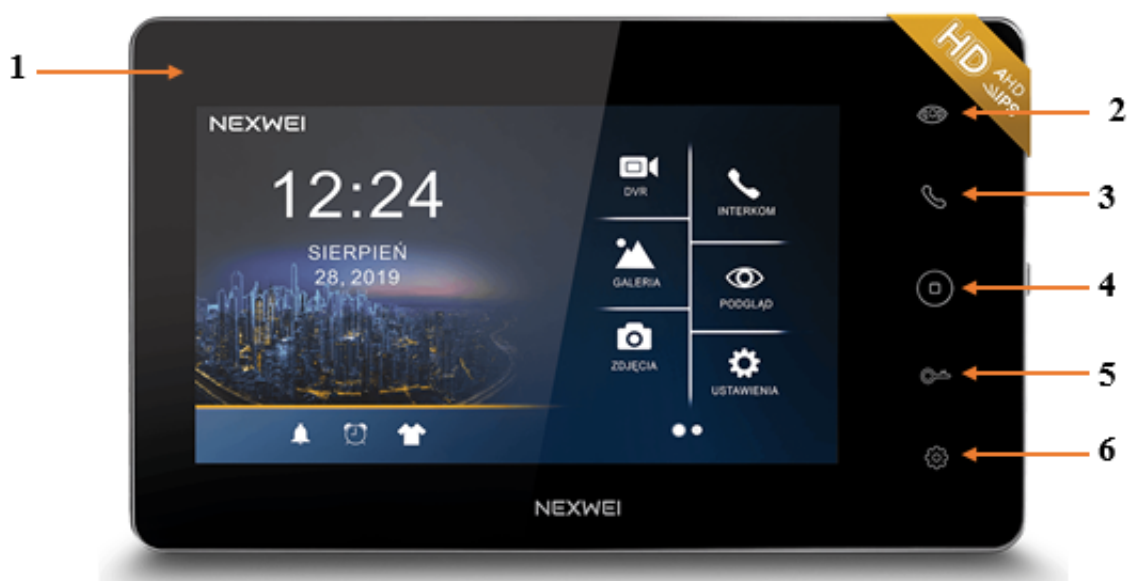 HD
AHD
IPS
1
2
NEXWEI
12:24
SIERPIEŃ
28, 2019
DVR
INTERKOM
3
GALERIA
PODGLĄD
4
ZDJĘCIA
USTAWIENIA
5
6
NEXWEI